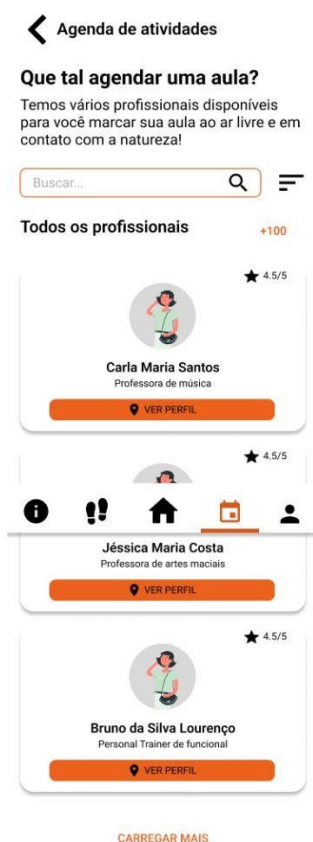 Agenda de atividades
Que tal agendar uma aula?
Temos vários profissionais disponíveis
para você marcar sua aula ao ar livre e em
contato com a natureza!
Buscar...
Todos os profissionais
+100
4.5/5
Carla Maria Santos
Professora de música
VER PERFIL
4.5/5
Jéssica Maria Costa
Professora de artes maciais
VER PERFIL
4.5/5
Bruno da Silva Lourenço
Personal Trainer de funcional
VER PERFIL
CARREGAR MAIS